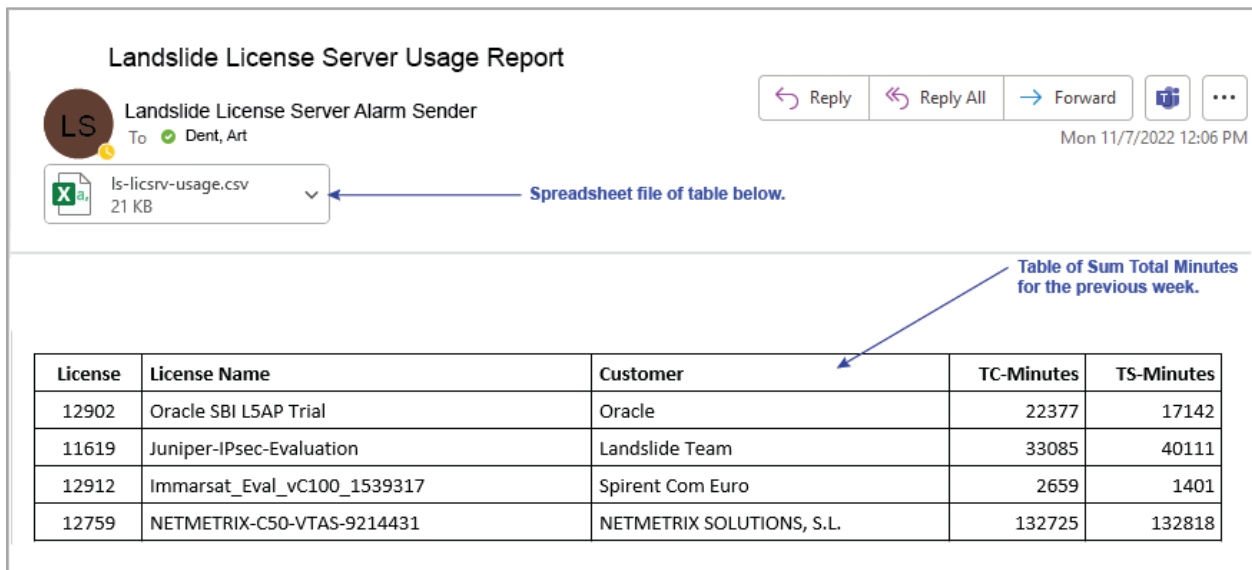 Landslide License Server Usage Report
LS
Landslide License Server Alarm Sender
To Dent, Art
Reply
Reply All
Forward
Mon 11/7/2022 12:06 PM
ls-licsrv-usage.csv
21 KB
Spreadsheet file of table below.
Table of Sum Total Minutes
for the previous week.
License License Name Customer TC-Minutes TS-Minutes
12902 Oracle SBI L5AP Trial Oracle 22377 17142
11619 Juniper-IPsec-Evaluation Landslide Team 33085 40111
12912 Immarsat_Eval_vC100_1539317 Spirent Com Euro 2659 1401
12759 NETMETRIX-C50-VTAS-9214431 NETMETRIX SOLUTIONS, S.L. 132725 132818